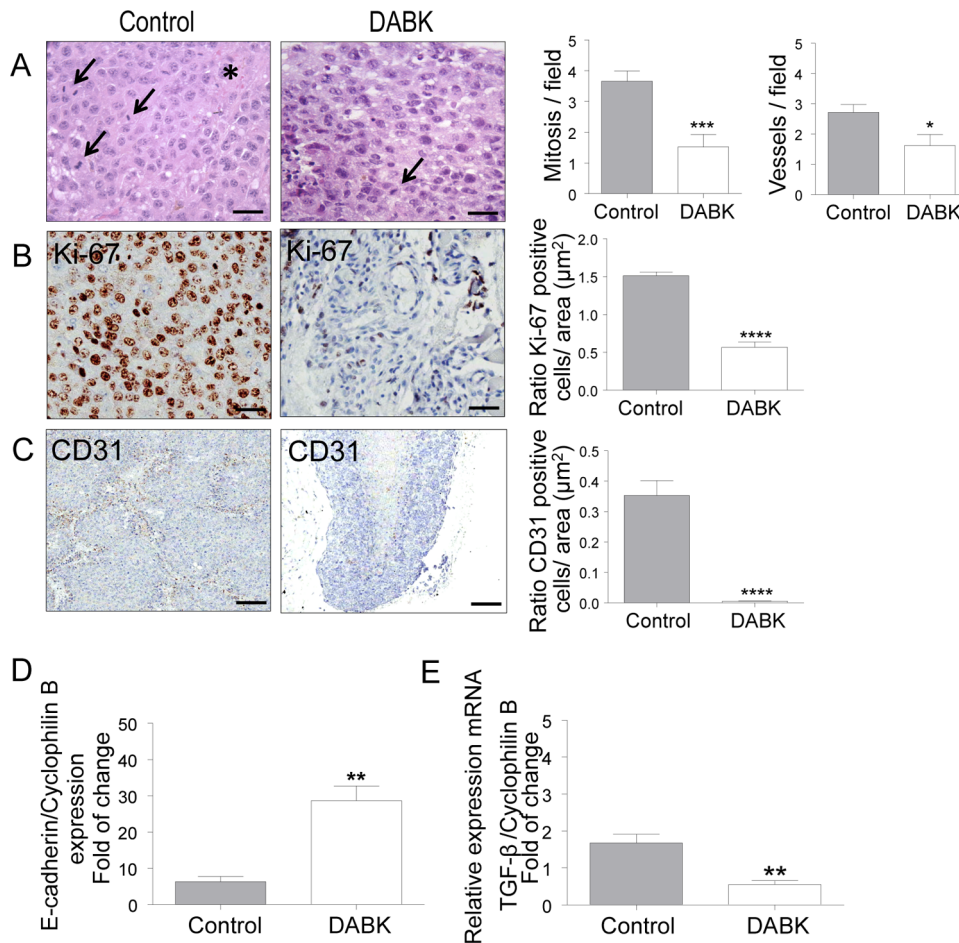 Control
DABK
A
*
Mitosis / field
5
4
3
2
1
0
***
Control
DABK
Vessels / field
5
4
3
2
1
0
*
Control
DABK
B
Ki-67
Ki-67
Ratio Ki-67 positive
cells/ area (µm²)
2.0
1.5
1.0
0.5
0.0
****
Control
DABK
C
CD31
CD31
Ratio CD31 positive
cells/ area (µm²)
0.5
0.4
0.3
0.2
0.1
0.0
****
Control
DABK
D
E-cadherin/Cyclophilin B
expression
Fold of change
50
40
30
20
10
0
**
Control
DABK
E
Relative expression mRNA
TGF-β/Cyclophilin B
Fold of change
5
4
3
2
1
0
**
Control
DABK